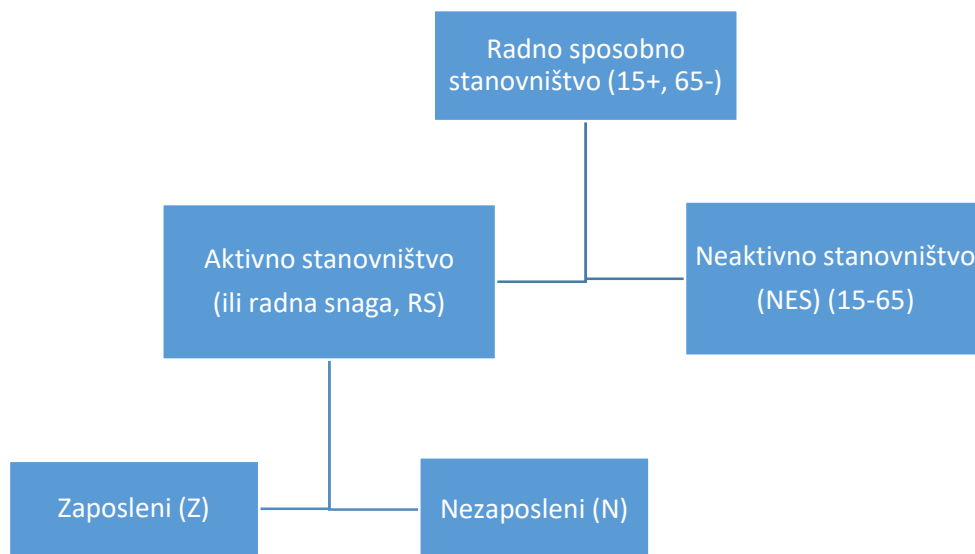 Radno sposobno
stanovništvo (15+, 65-)
Aktivno stanovništvo
(ili radna snaga, RS)
Neaktivno stanovništvo
(NES) (15-65)
Zaposleni (Z)
Nezaposleni (N)